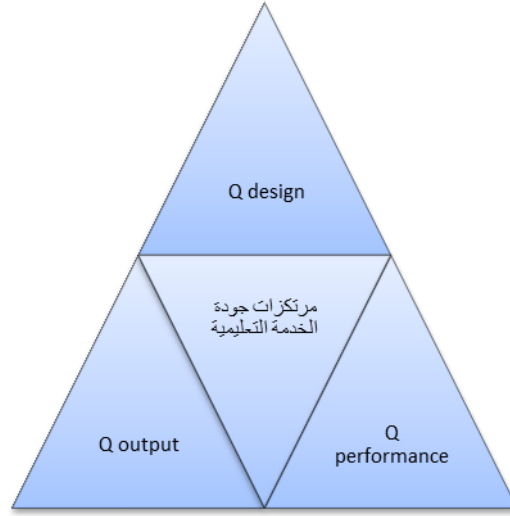 Q design
مرتكزات جودة
الخدمة التعليمية
Q output
Q
performance